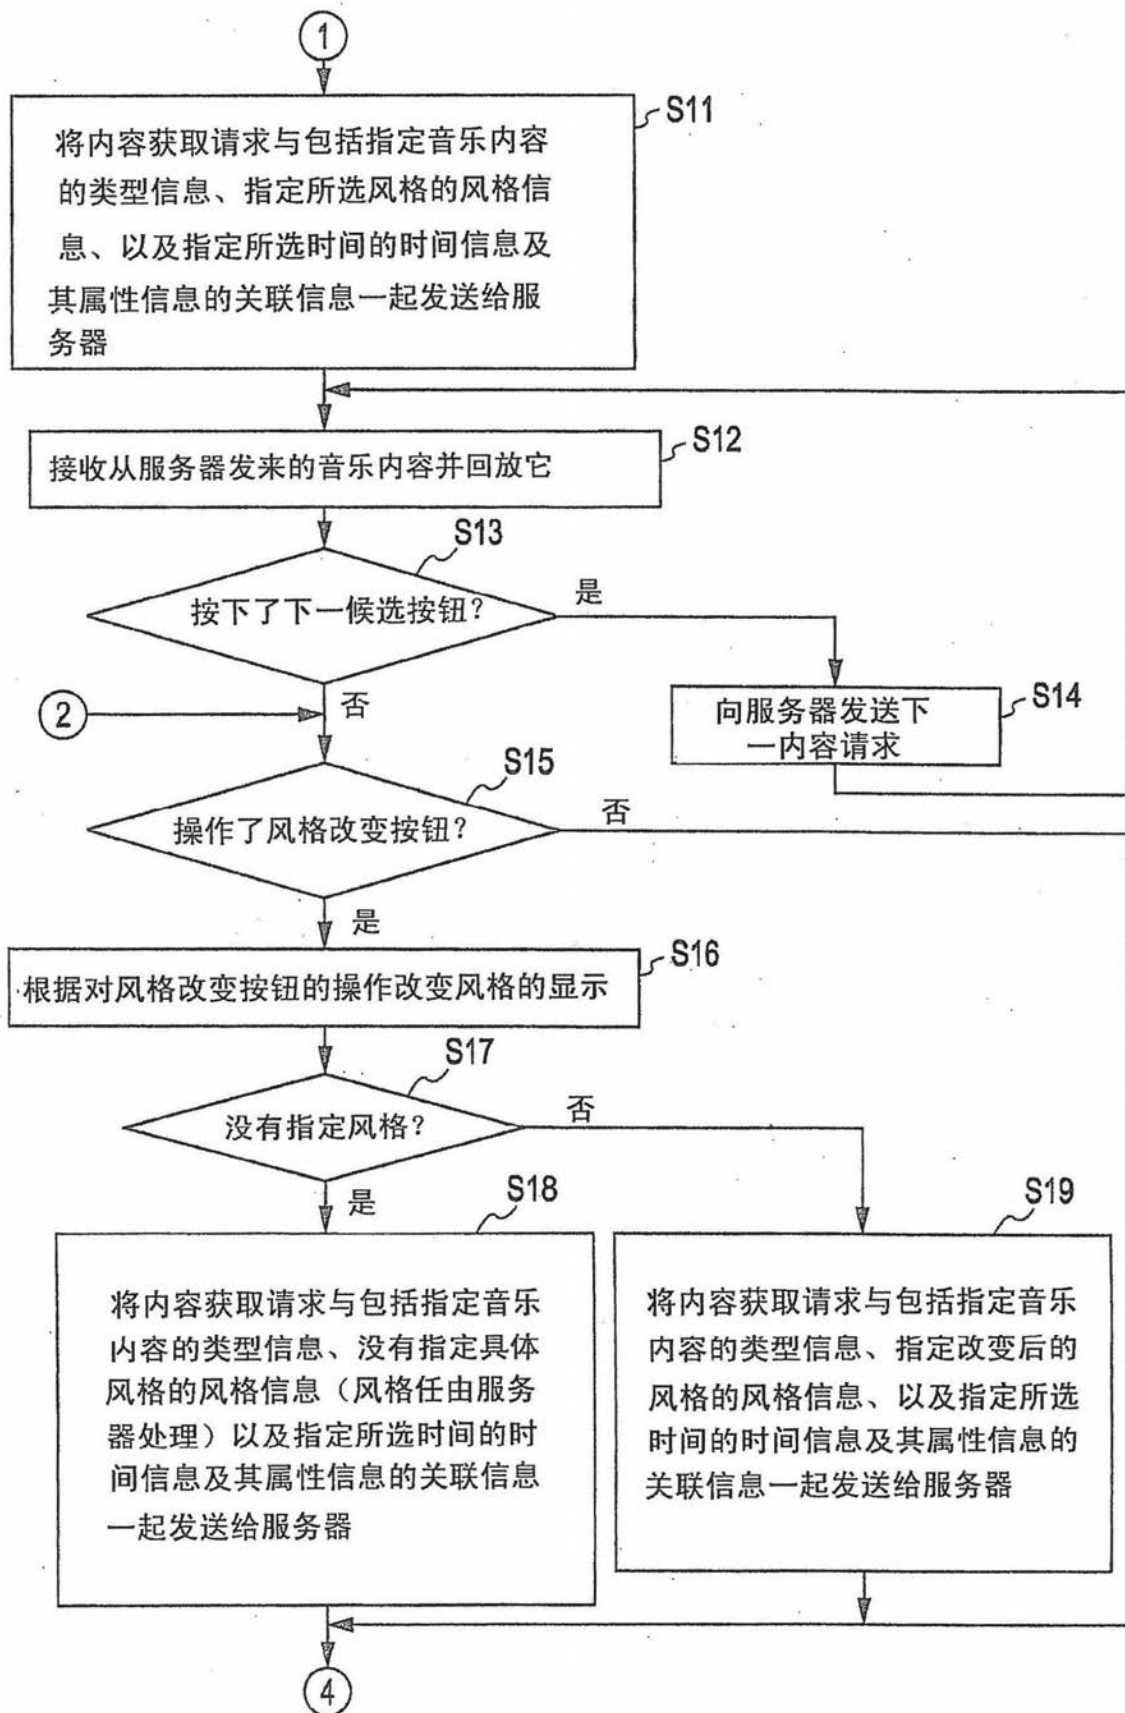 1
S11
将内容获取请求与包括指定音乐内容
的类型信息、指定所选风格的风格信
息、以及指定所选时间的时间信息及
其属性信息的关联信息一起发送给服
务器
S12
接收从服务器发来的音乐内容并回放它
S13
按下了下一候选按钮？
是
否
2
S14
向服务器发送下
一内容请求
S15
操作了风格改变按钮？
否
是
S16
根据对风格改变按钮的操作改变风格的显示
S17
没有指定风格？
否
是
S18
将内容获取请求与包括指定音乐
内容的类型信息、没有指定具体
风格的风格信息（风格任由服务
器处理）以及指定所选时间的时
间信息及其属性信息的关联信息
一起发送给服务器
S19
将内容获取请求与包括指定音乐
内容的类型信息、指定改变后的
风格的风格信息、以及指定所选
时间的时间信息及其属性信息的
关联信息一起发送给服务器
4